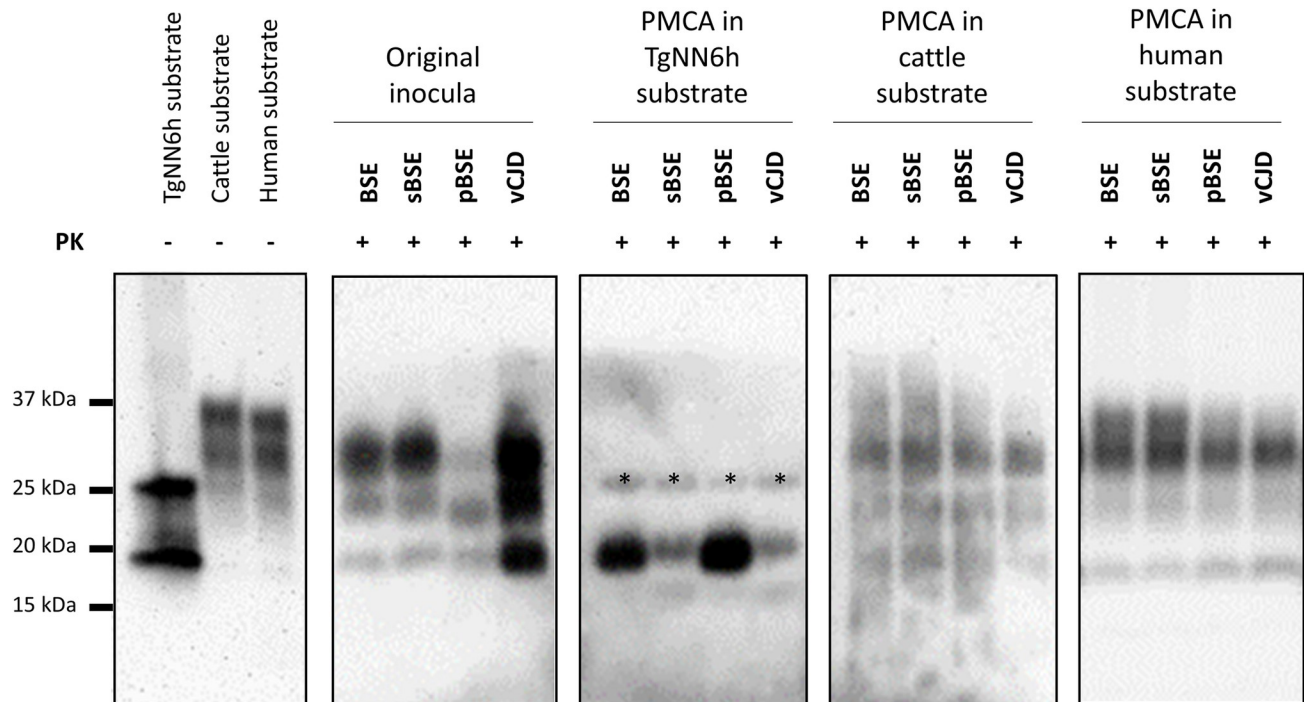 TgNN6h substrate
Cattle substrate
Human substrate
Original
inocula
PMCA in
TgNN6h
substrate
PMCA in
cattle
substrate
PMCA in
human
substrate
BSE sBSE pBSE vCJD BSE sBSE pBSE vCJD BSE sBSE pBSE vCJD BSE sBSE pBSE vCJD
PK - - - + + + + + + + + + + + + + + + +
37 kDa
25 kDa * * * *
20 kDa
15 kDa